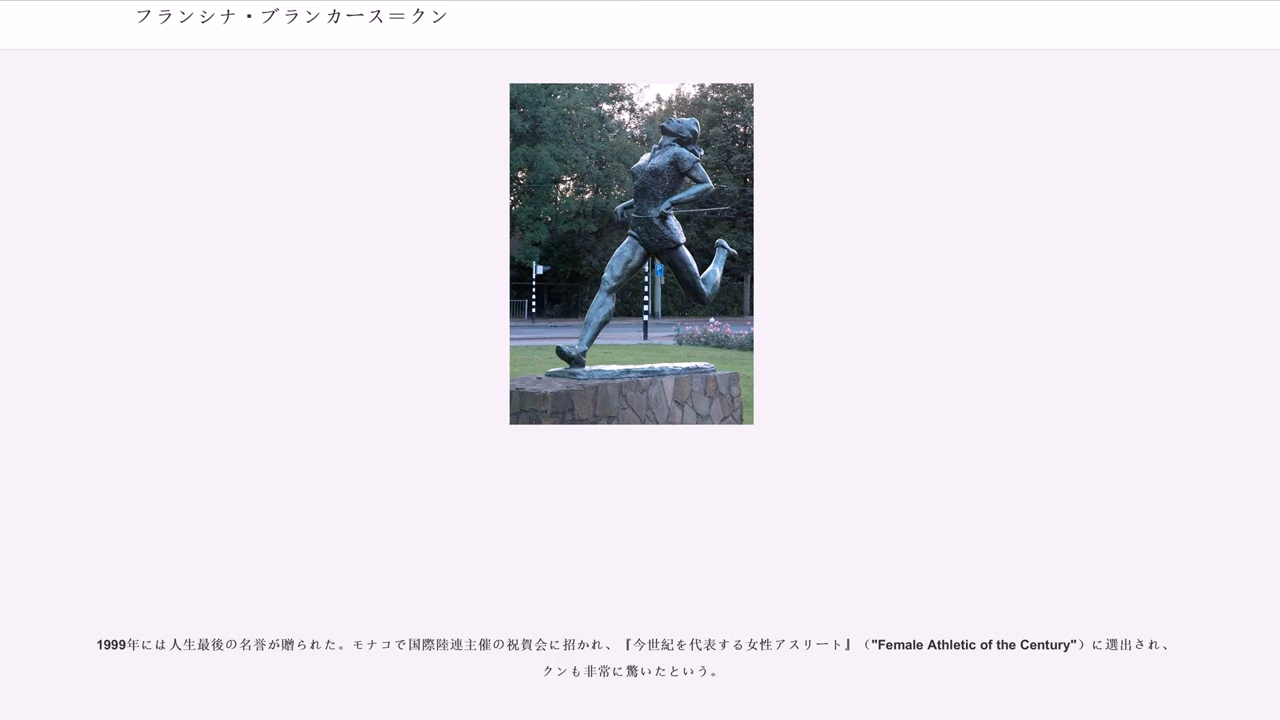 フランシナ・ブランカース＝クン
1999年には人生最後の名誉が贈られた。モナコで国際陸連主催の祝賀会に招かれ、『今世紀を代表する女性アスリート』（"Female Athletic of the Century"）に選出され、
クンも非常に驚いたという。